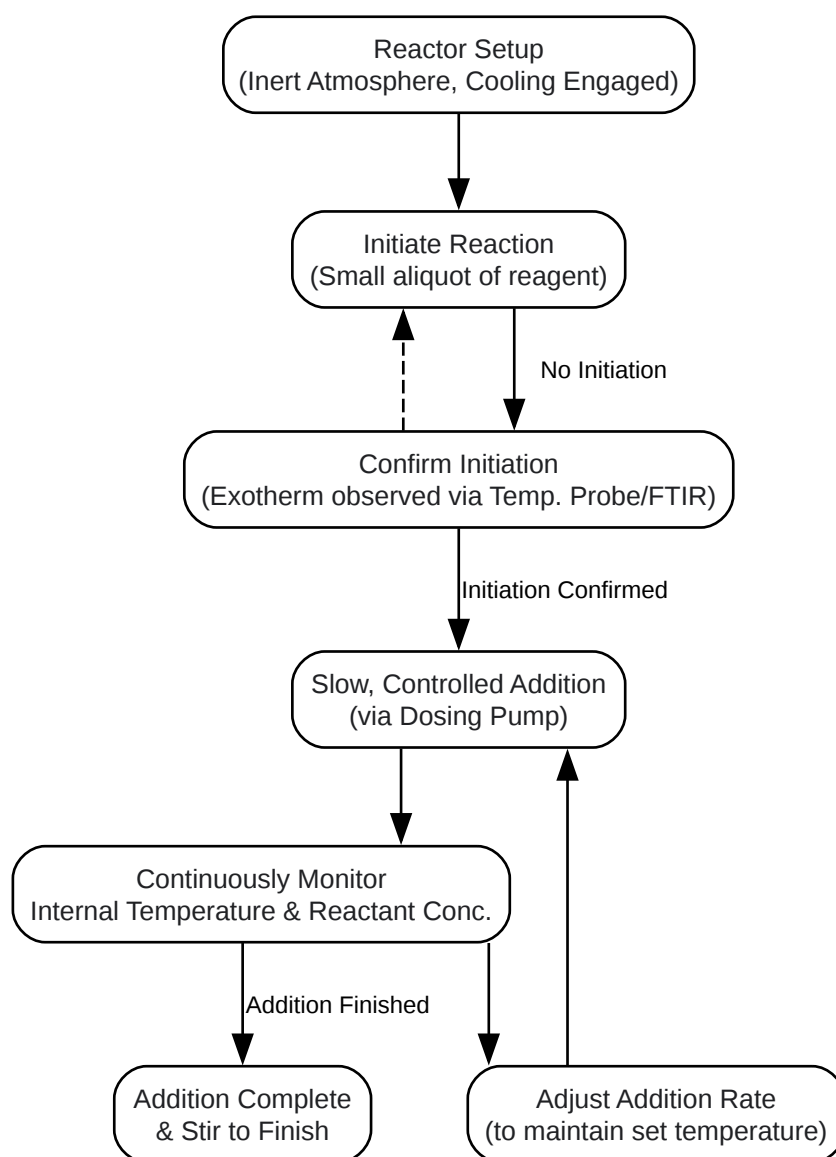 Reactor Setup
(Inert Atmosphere, Cooling Engaged)
Initiate Reaction
(Small aliquot of reagent)
No Initiation
Confirm Initiation
(Exotherm observed via Temp. Probe/FTIR)
Initiation Confirmed
Slow, Controlled Addition
(via Dosing Pump)
Continuously Monitor
Internal Temperature & Reactant Conc.
Addition Finished
Addition Complete
& Stir to Finish
Adjust Addition Rate
(to maintain set temperature)